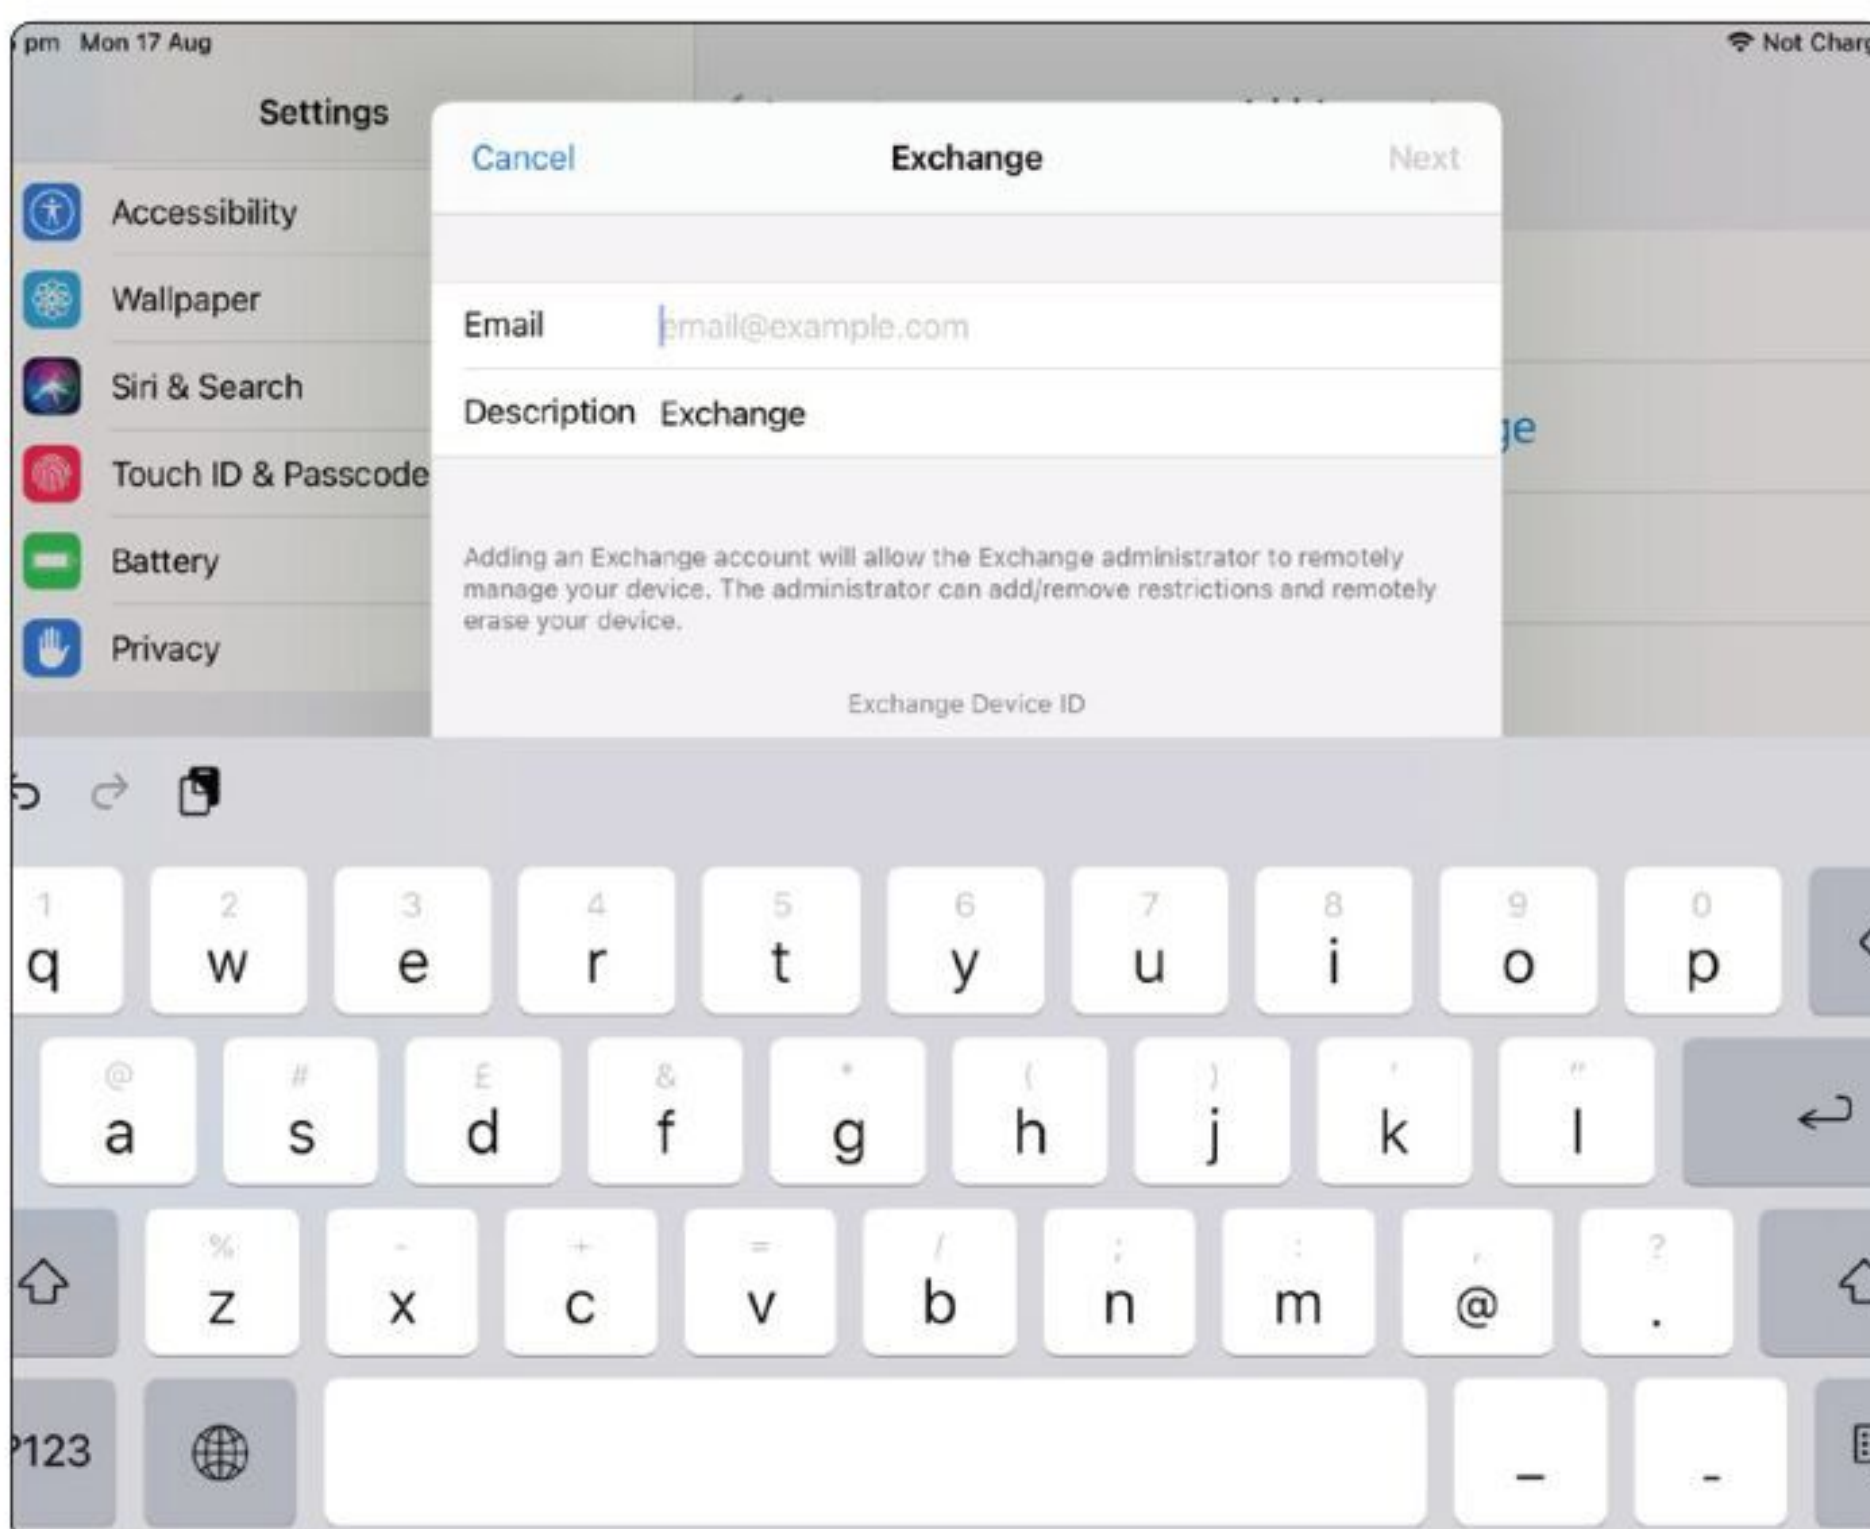 pm Mon 17 Aug
Not Charg
Settings
Cancel Exchange Next
Accessibility
Wallpaper
Siri & Search
Touch ID & Passcode
Battery
Privacy
Email email@example.com
Description Exchange
ge
Adding an Exchange account will allow the Exchange administrator to remotely
manage your device. The administrator can add/remove restrictions and remotely
erase your device.
Exchange Device ID
1 2 3 4 5 6 7 8 9 0
q w e r t y u i o p
@ # £ & * ( ) ' "
a s d f g h j k l
% - + = / ; : , ?
z x c v b n m @ .
?123 _ -